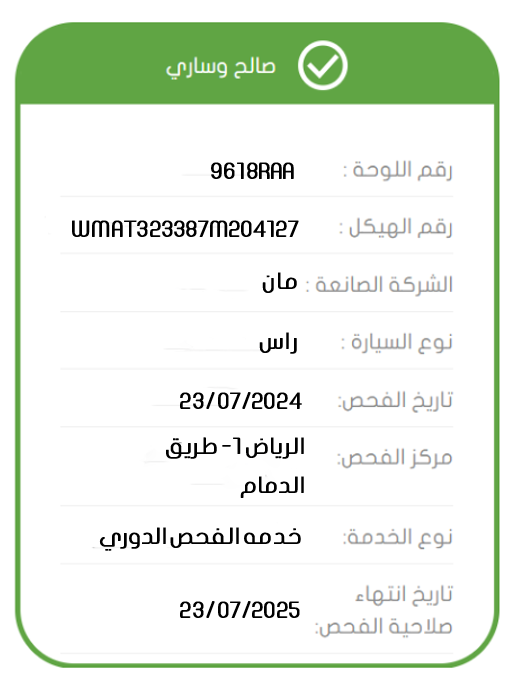 صالح وساري
رقم اللوحة : 9618RAA
رقم الهيكل : WMAT323387M204127
الشركة الصانعة : مان
نوع السيارة : راس
تاريخ الفحص: 23/07/2024
مركز الفحص: الرياض 1- طريق
الدمام
نوع الخدمة: خدمه الفحص الدوري
تاريخ انتهاء
صلاحية الفحص: 23/07/2025